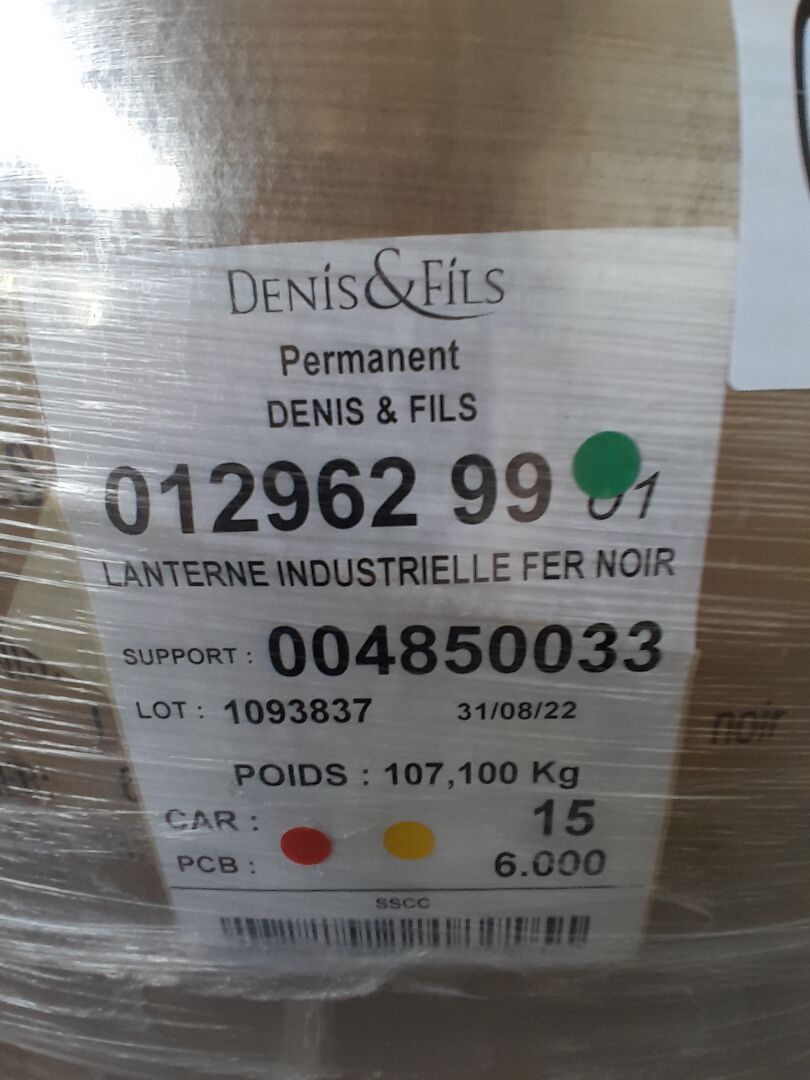 DENIS & FILS
Permanent
DENIS & FILS
012962 99 01
LANTERNE INDUSTRIELLE FER NOIR
SUPPORT : 004850033
LOT : 1093837 31/08/22
noir
POIDS : 107,100 Kg
CAR : 15
PCB : 6.000
SSCC